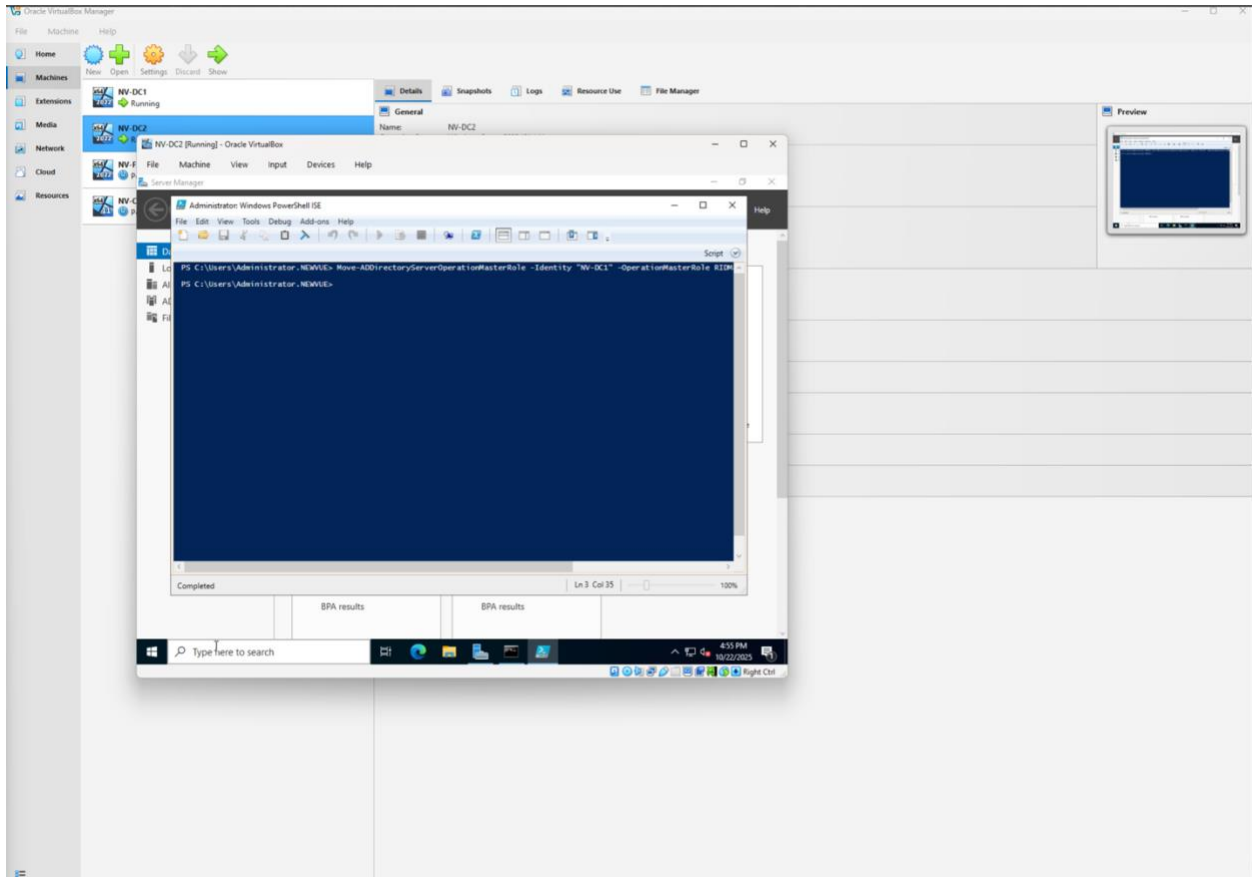 Oracle VirtualBox Manager
File Machine Help
Home
Machines
Extensions
Media
Network
Cloud
Resources
New Open Settings Discard Show
NV-DC1
Running
NV-DC2
Details Snapshots Logs Resource Use File Manager
General
Name: NV-DC2
Preview
NV-DC2 [Running] - Oracle VirtualBox
File Machine View Input Devices Help
Server Manager
Help
Administrator: Windows PowerShell ISE
File Edit View Tools Debug Add-ons Help
Script
PS C:\Users\Administrator.NEWVUE> Move-ADDirectoryServerOperationMasterRole -Identity "NV-DC1" -OperationMasterRole RIDM
PS C:\Users\Administrator.NEWVUE>
Completed
Ln 3 Col 35
100%
BPA results
BPA results
Type here to search
4:55 PM
10/22/2025
Right Ctrl